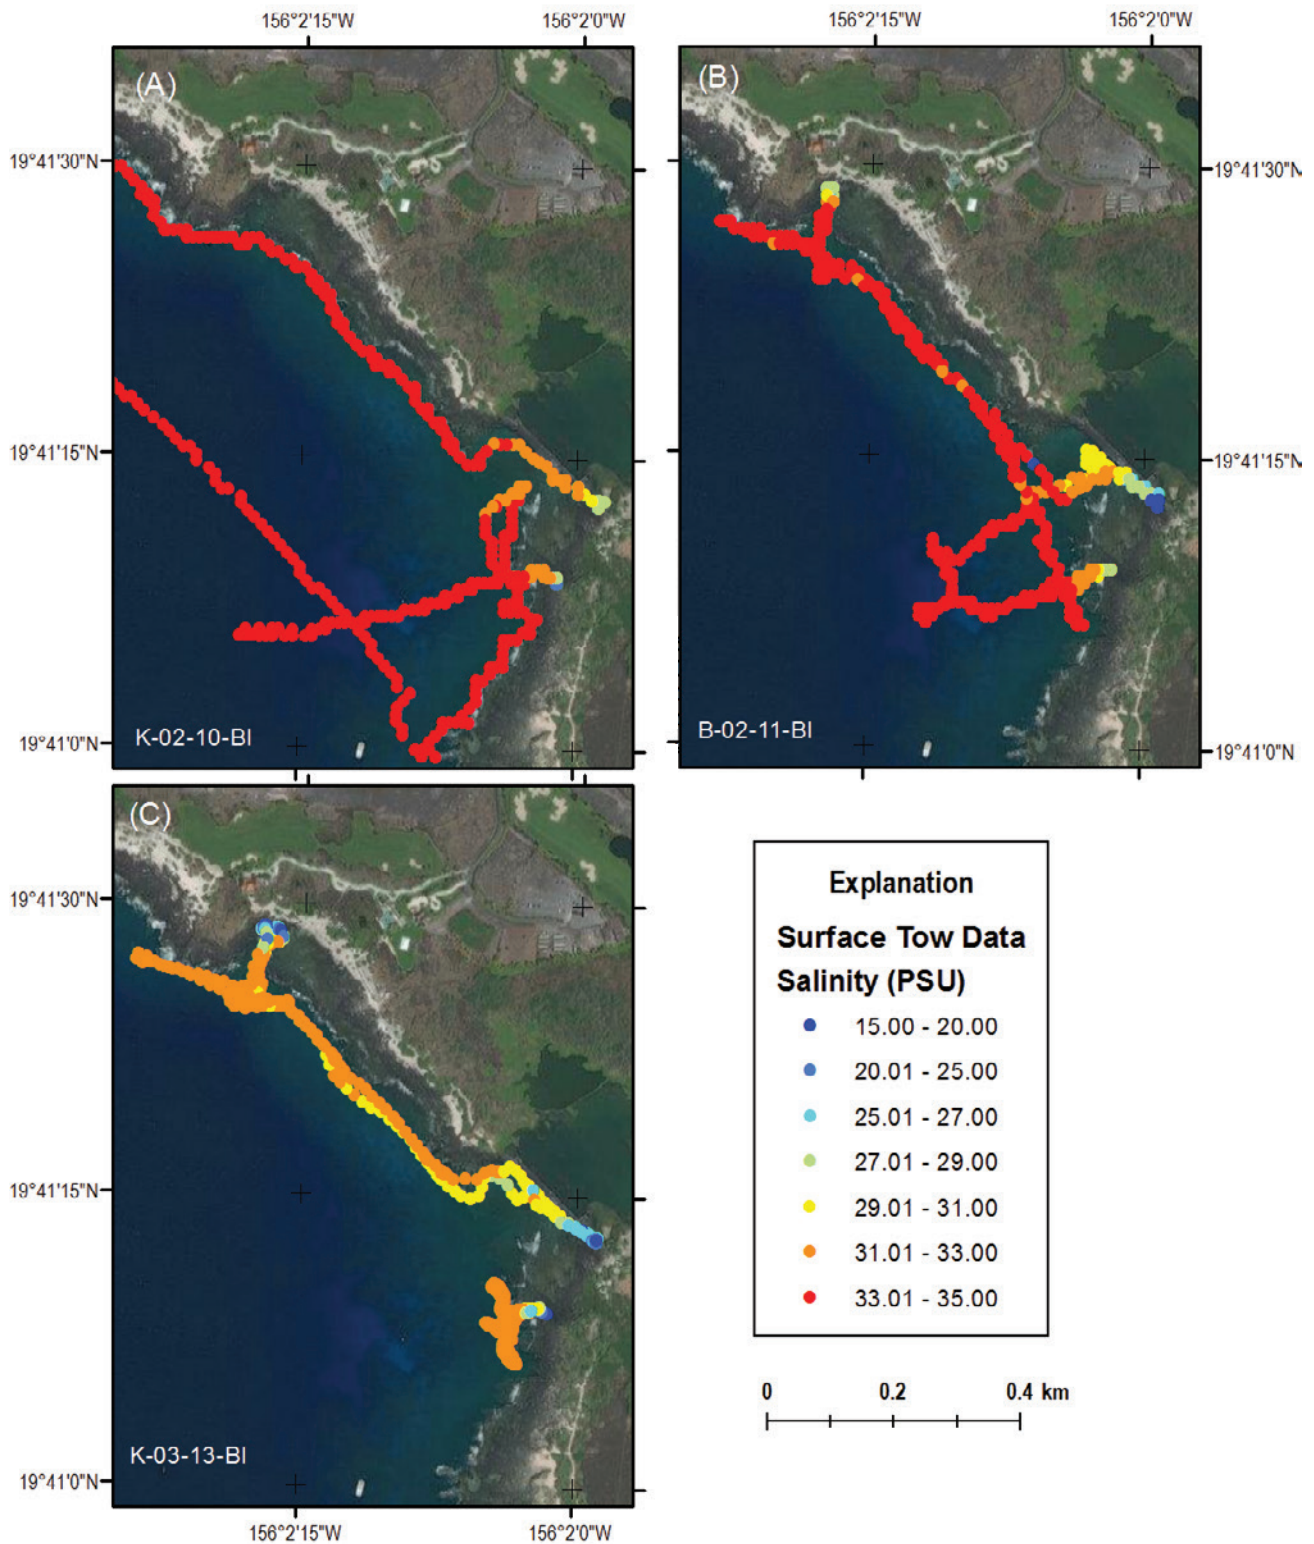 156°2'15"W
156°2'0"W
156°2'15"W
156°2'0"W
(A)
(B)
19°41'30"N
19°41'30"N
19°41'15"N
19°41'15"N
K-02-10-BI
B-02-11-BI
19°41'0"N
19°41'0"N
(C)
19°41'30"N
19°41'15"N
K-03-13-BI
19°41'0"N
156°2'15"W
156°2'0"W
Explanation
Surface Tow Data
Salinity (PSU)
15.00 - 20.00
20.01 - 25.00
25.01 - 27.00
27.01 - 29.00
29.01 - 31.00
31.01 - 33.00
33.01 - 35.00
0 0.2 0.4 km